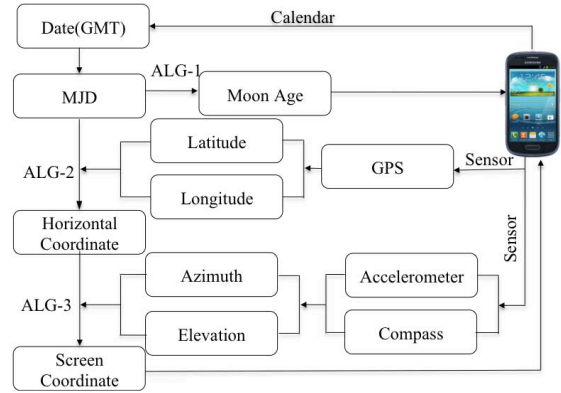 Calendar
Date(GMT)
ALG-1
MJD
Moon Age
Latitude
ALG-2
GPS
Sensor
Longitude
Horizontal
Coordinate
Sensor
Azimuth
Accelerometer
ALG-3
Elevation
Compass
Screen
Coordinate